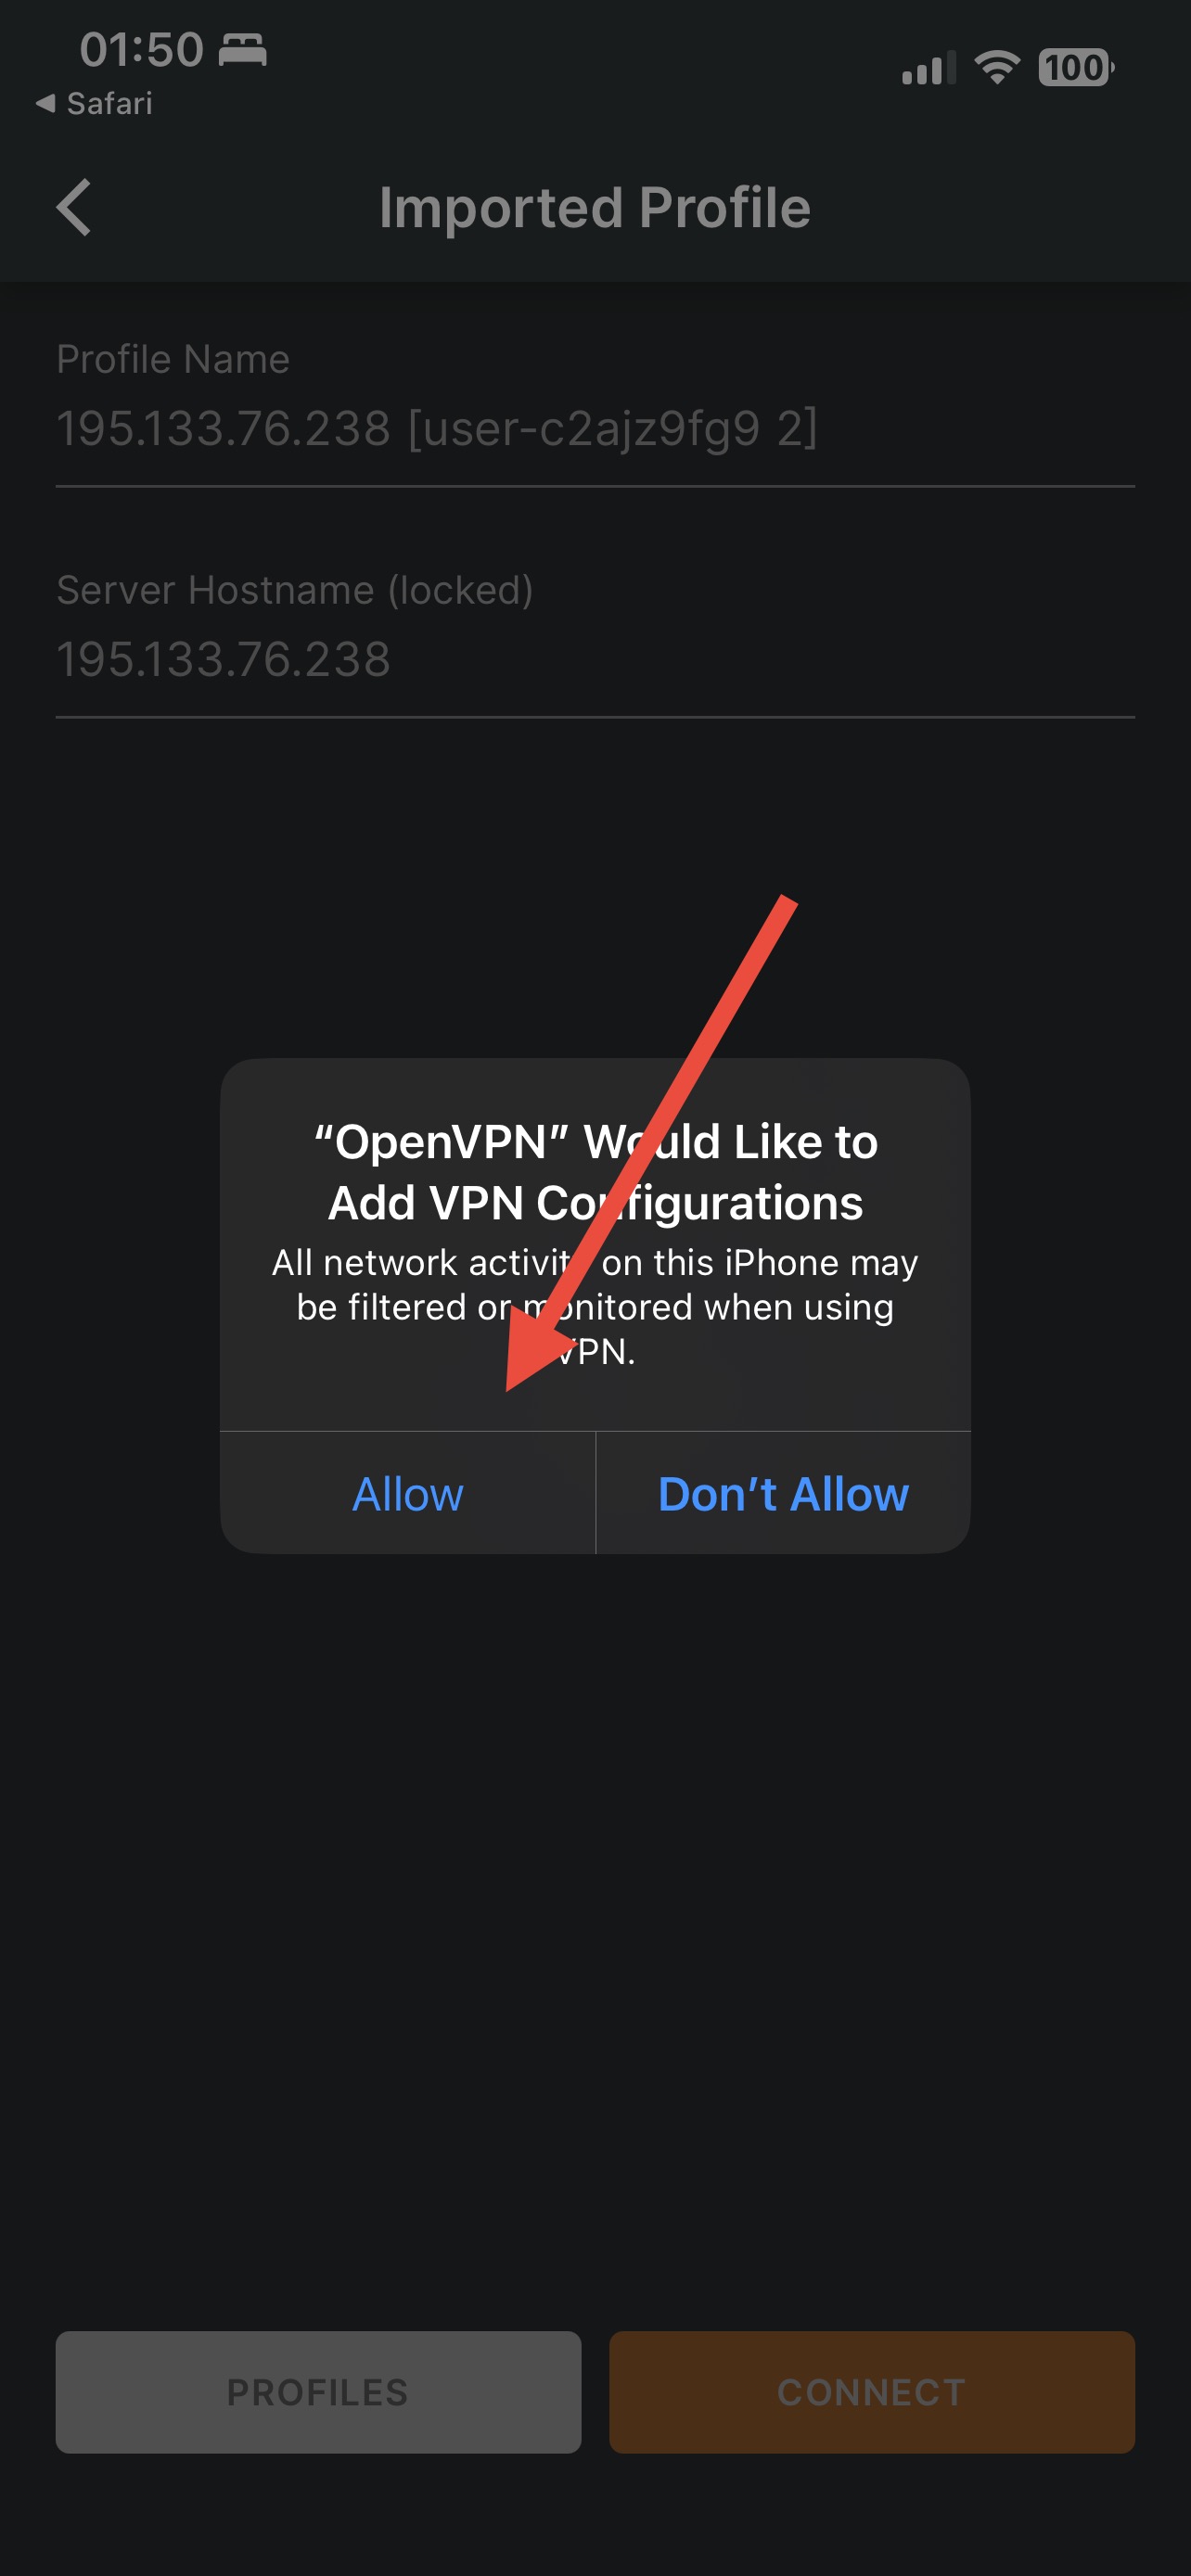 01:50
100
Safari
Imported Profile
Profile Name
195.133.76.238 [user-c2ajz9fg9 2]
Server Hostname (locked)
195.133.76.238
“OpenVPN” Would Like to
Add VPN Configurations
All network activity on this iPhone may
be filtered or monitored when using
VPN.
Allow
Don’t Allow
PROFILES
CONNECT